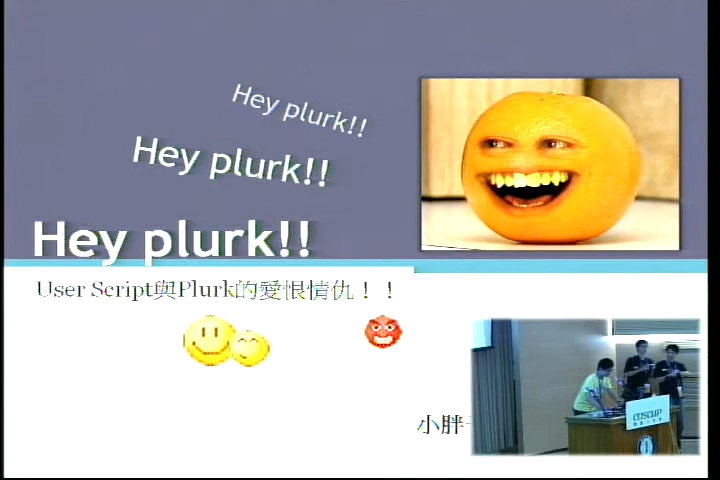 Hey plurk!!
Hey plurk!!
Hey plurk!!
User Script與Plurk的愛恨情仇！！
小胖
COSCUP